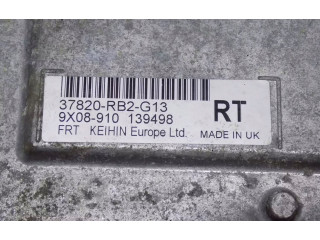 37820-RB2-G13
9X08-910 139498
RT
FRT KEIHIN Europe Ltd. MADE IN UK